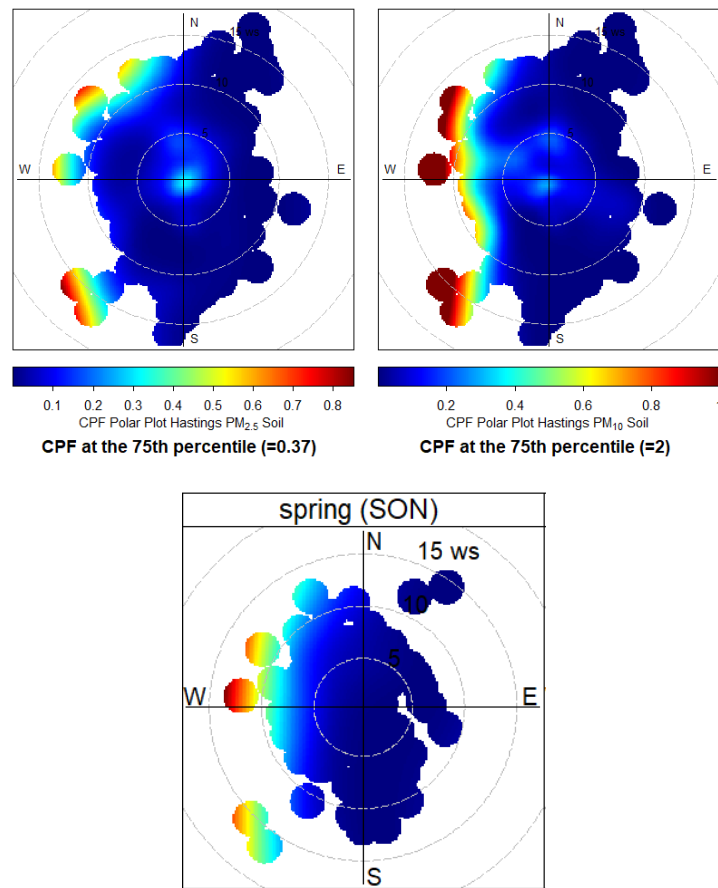 N
15 ws
10
5
W
E
S
0.1 0.2 0.3 0.4 0.5 0.6 0.7 0.8
CPF Polar Plot Hastings PM2.5 Soil
CPF at the 75th percentile (=0.37)
N
15 ws
10
5
W
E
S
0.2 0.4 0.6 0.8 1
CPF Polar Plot Hastings PM10 Soil
CPF at the 75th percentile (=2)
spring (SON)
N
15 ws
10
5
W
E
S